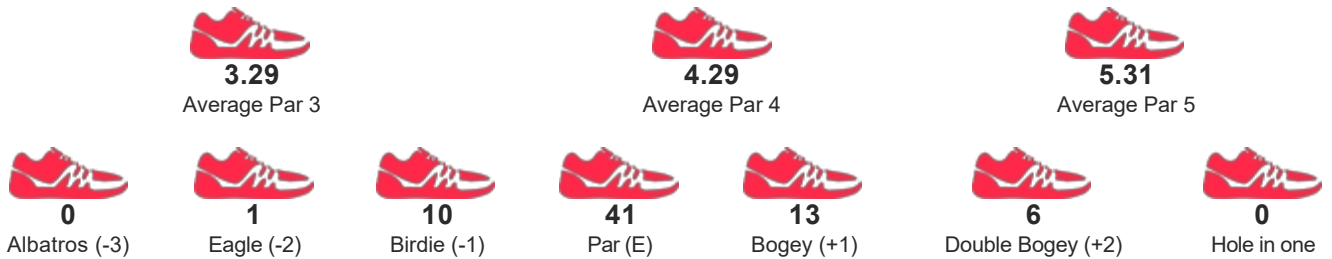 3.29
Average Par 3
4.29
Average Par 4
5.31
Average Par 5
0
Albatros (-3)
1
Eagle (-2)
10
Birdie (-1)
41
Par (E)
13
Bogey (+1)
6
Double Bogey (+2)
0
Hole in one